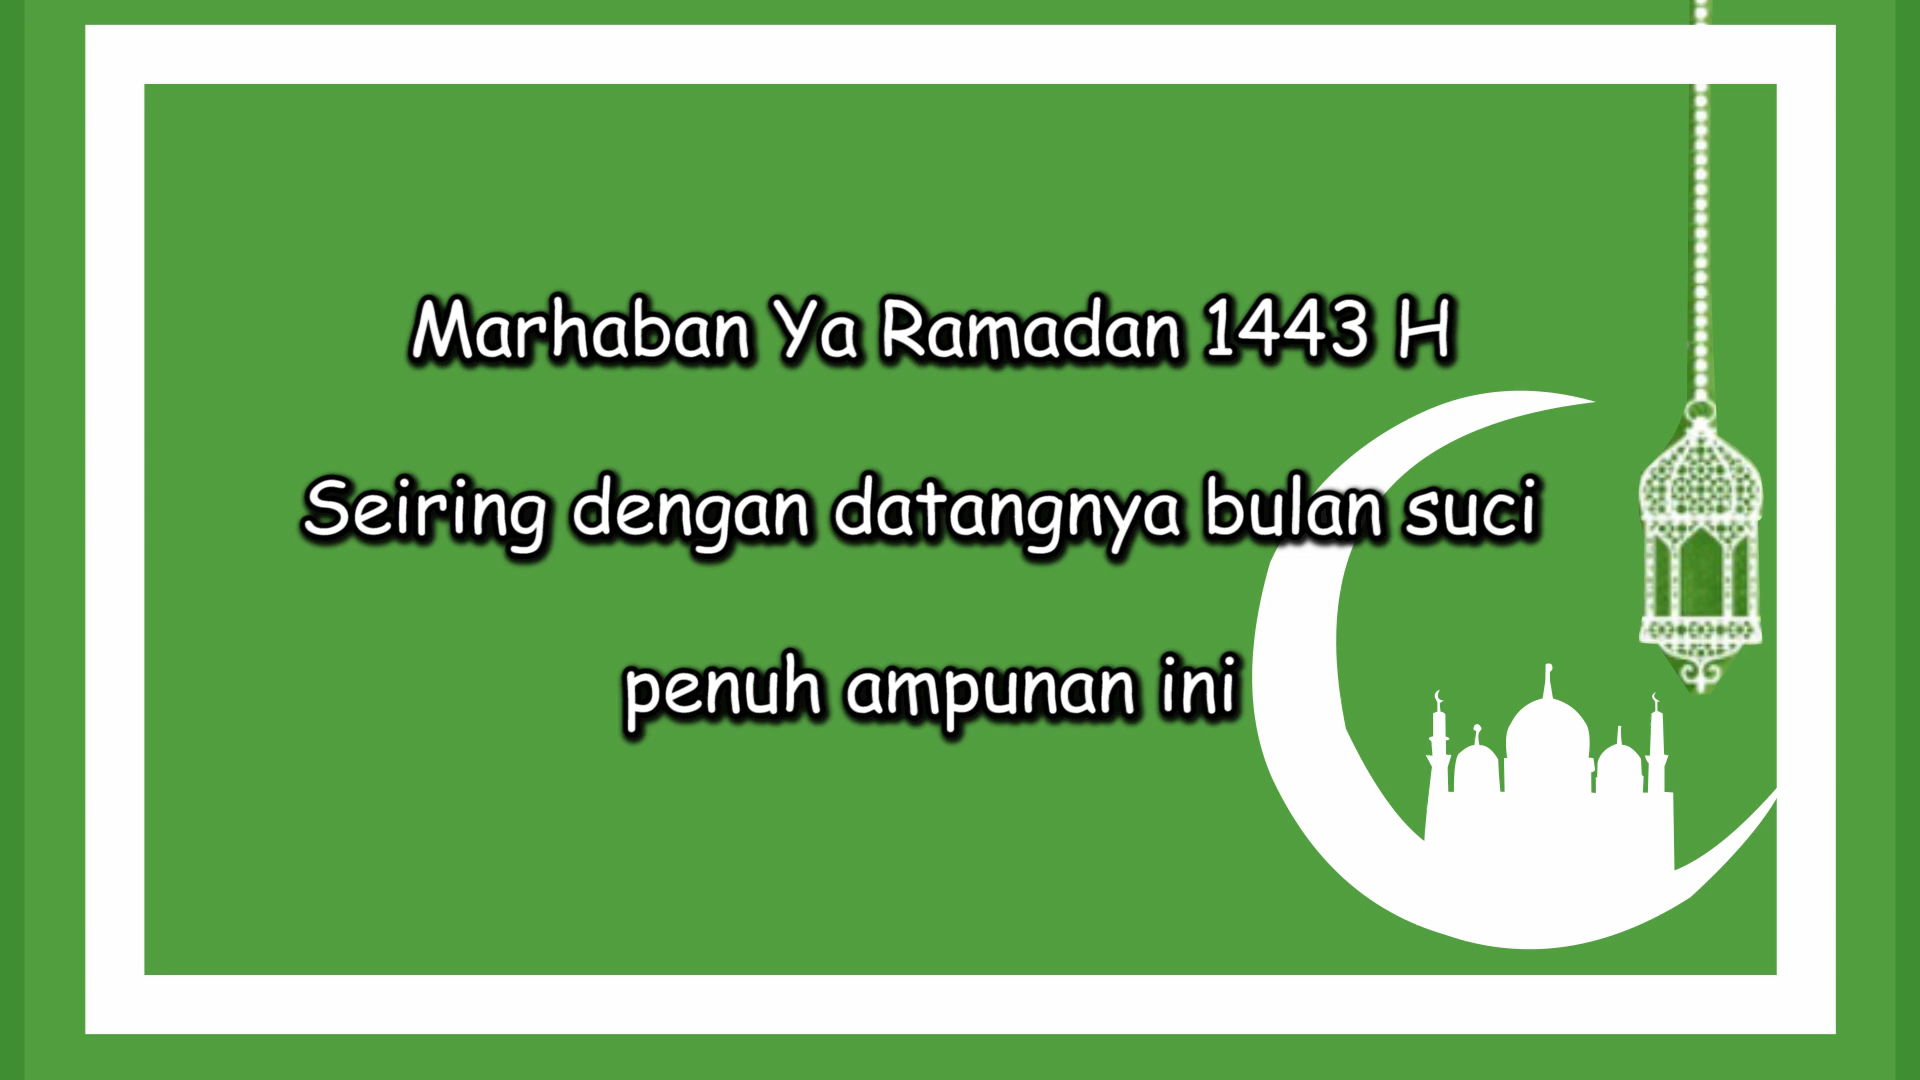 Marhaban Ya Ramadan 1443 H
Seiring dengan datangnya bulan suci
penuh ampunan ini